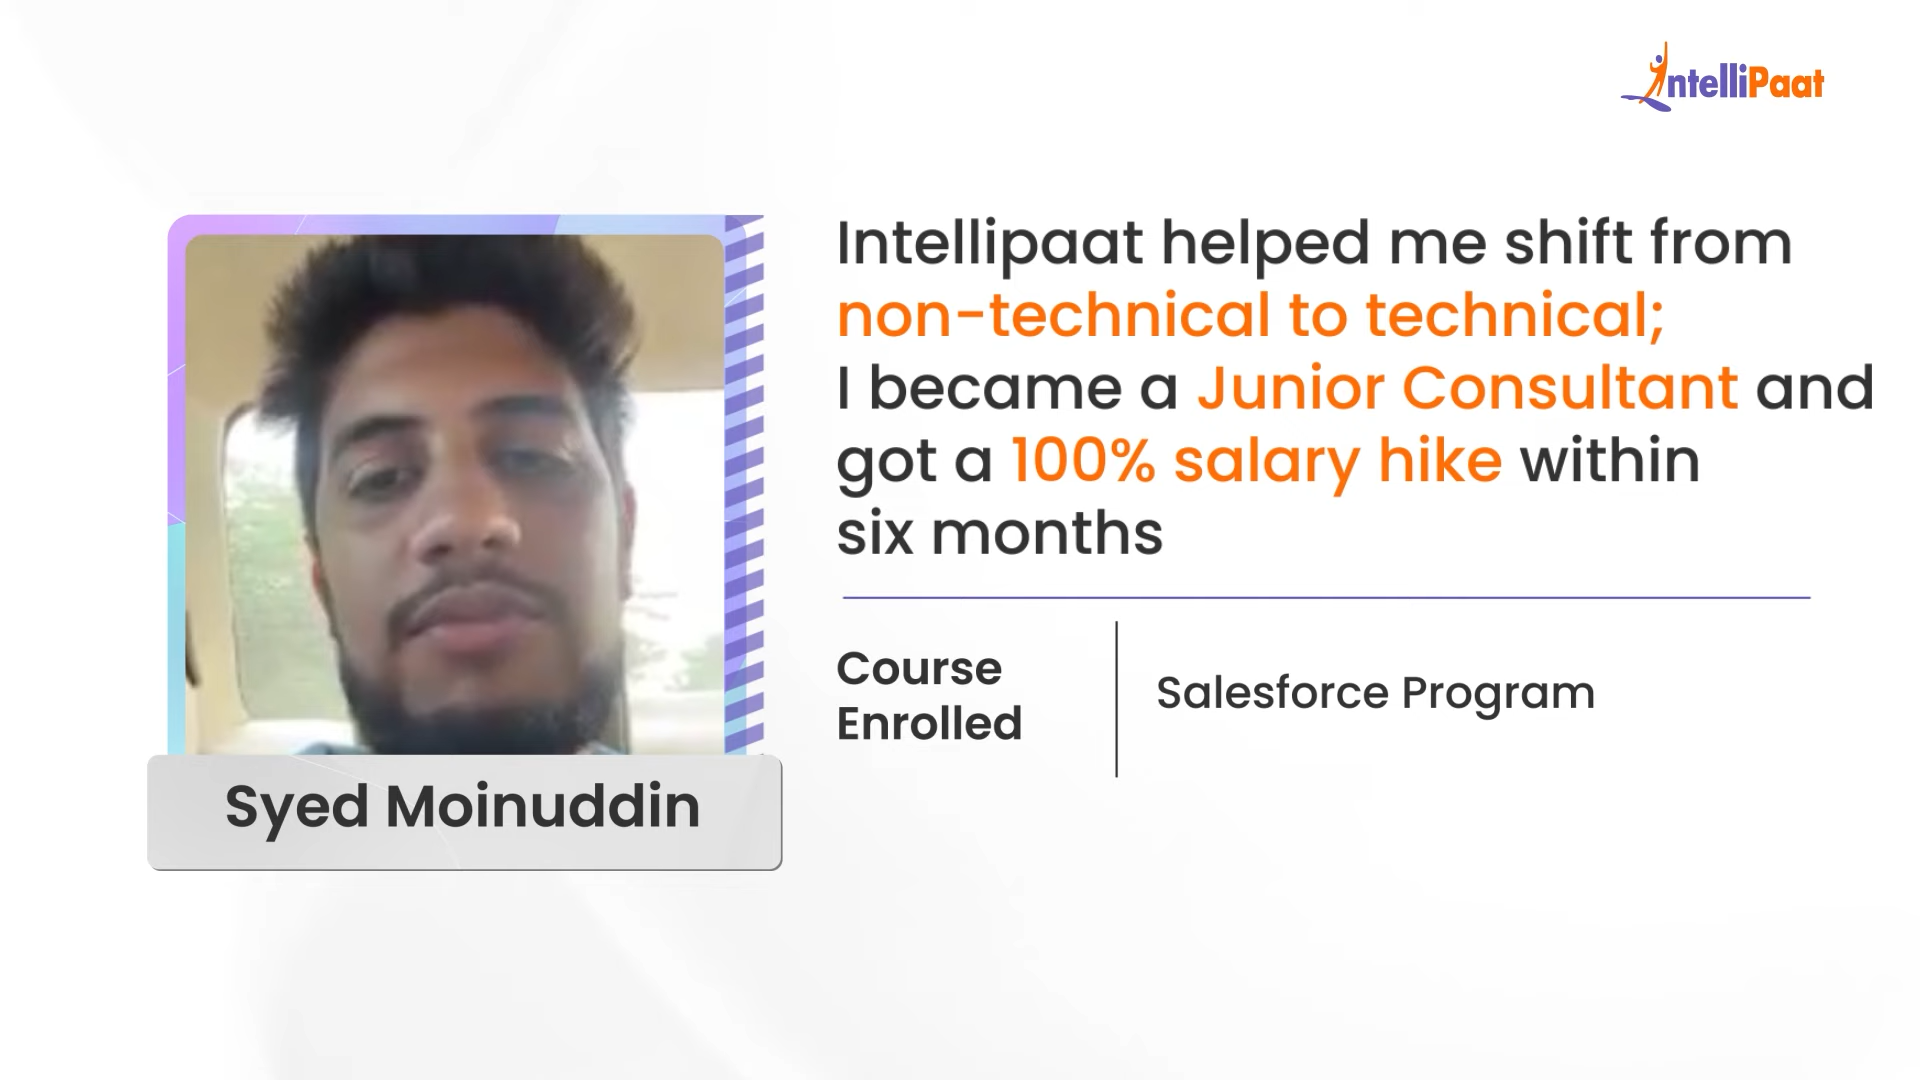 IntelliPaat
Intellipaat helped me shift from
non-technical to technical;
I became a Junior Consultant and
got a 100% salary hike within
six months
Course
Enrolled
Salesforce Program
Syed Moinuddin